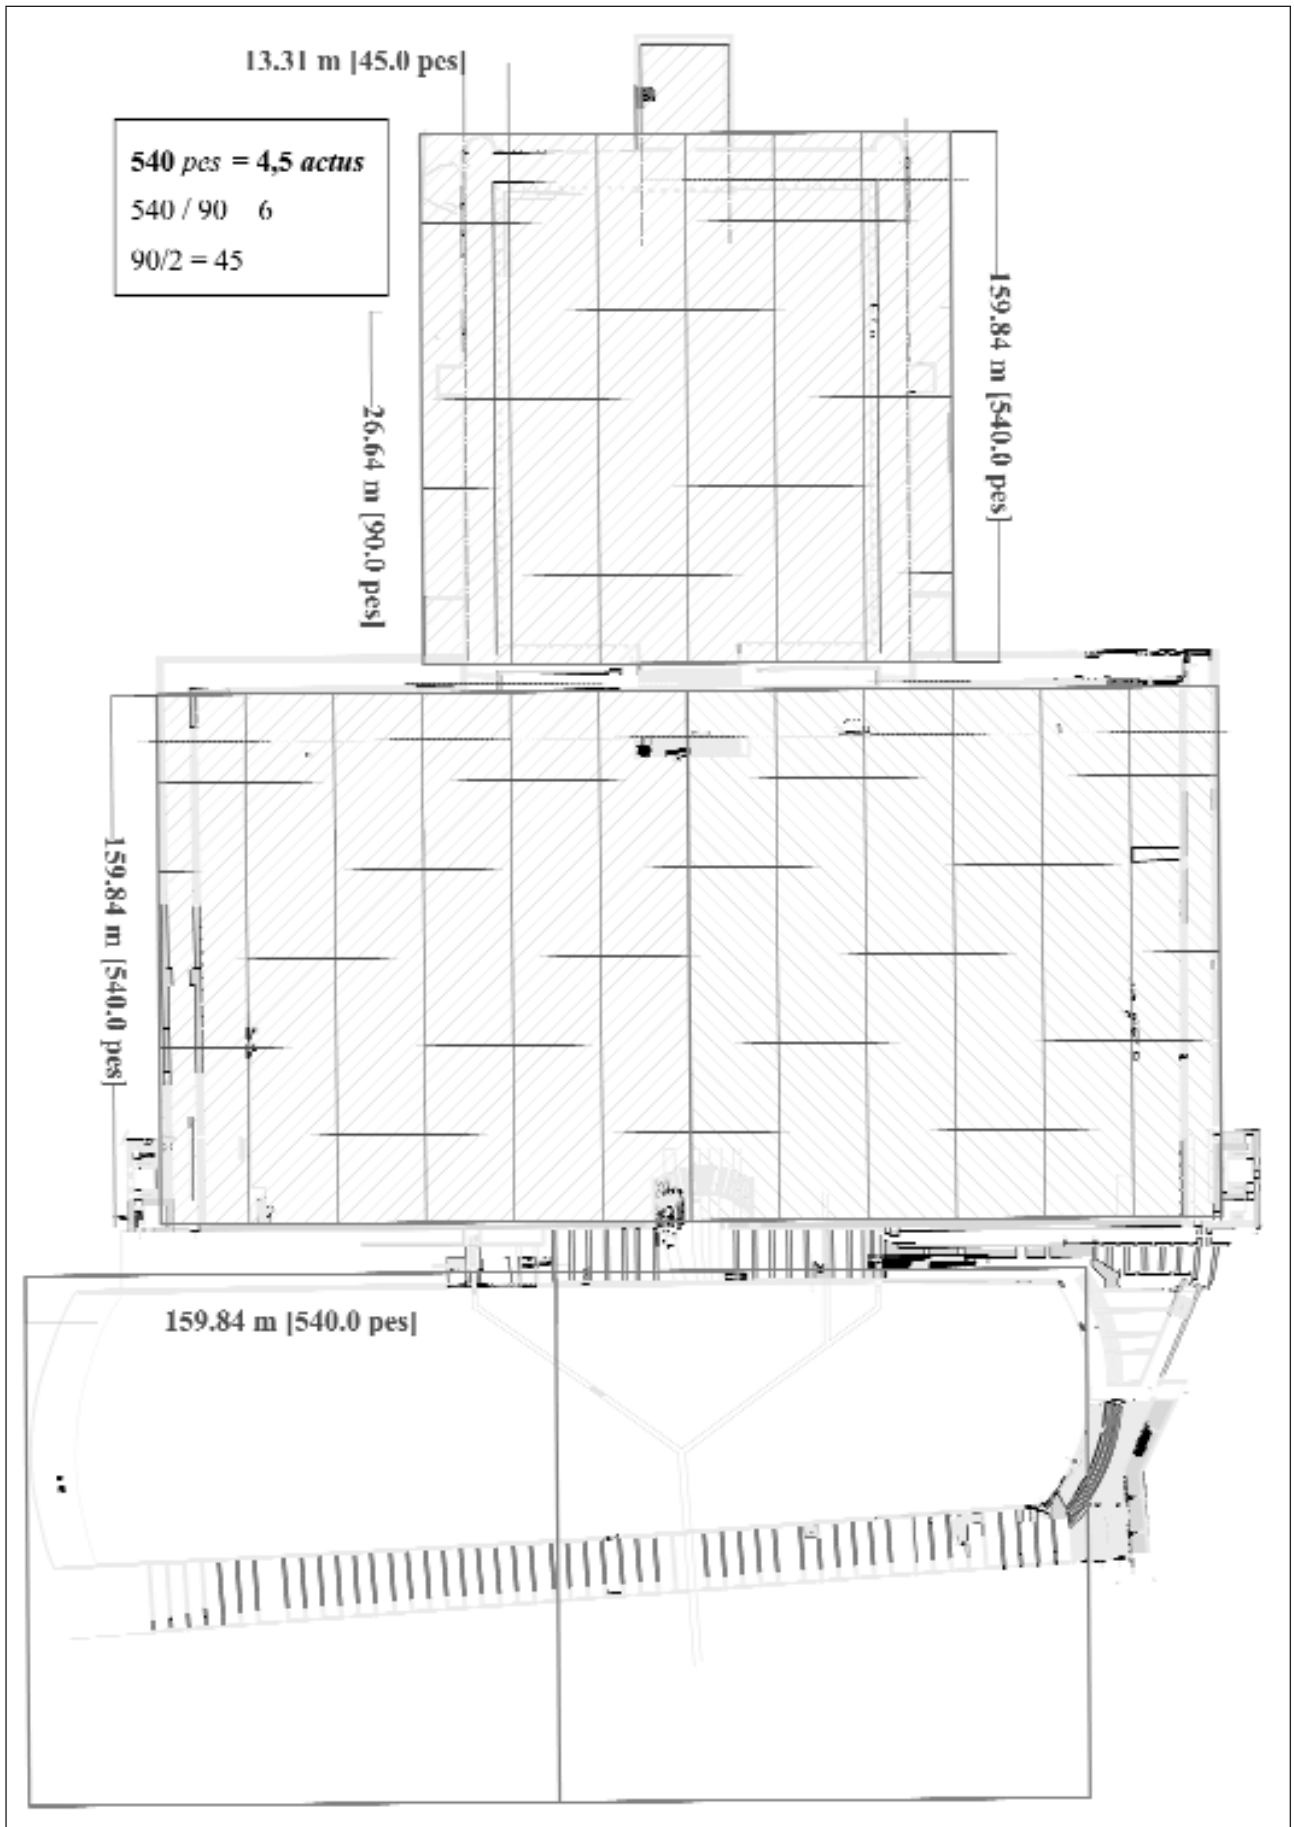 13.31 m [45.0 pes]
540 pes = 4,5 actus
540 / 90 6
90/2 = 45
159.84 m [540.0 pes]
26.64 m [90.0 pes]
159.84 m [540.0 pes]
159.84 m [540.0 pes]